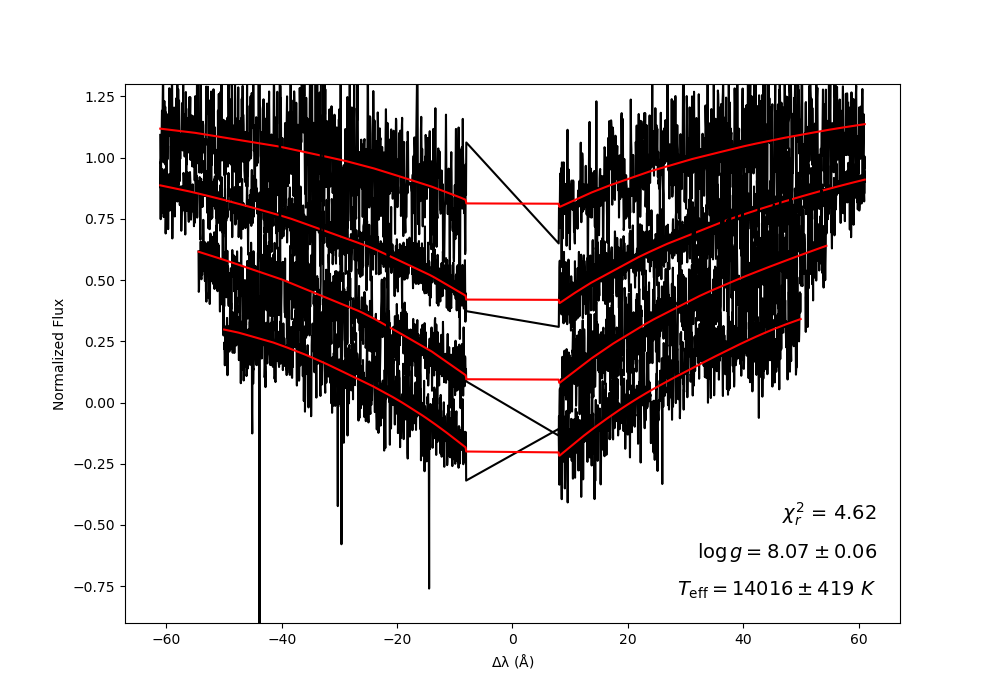 1.25
1.00
0.75
0.50
0.25
0.00
−0.25
−0.50
−0.75
Normalized Flux
χ²ᵣ = 4.62
log g = 8.07 ± 0.06
T_eff = 14016 ± 419 K
−60 −40 −20 0 20 40 60
Δλ (Å)